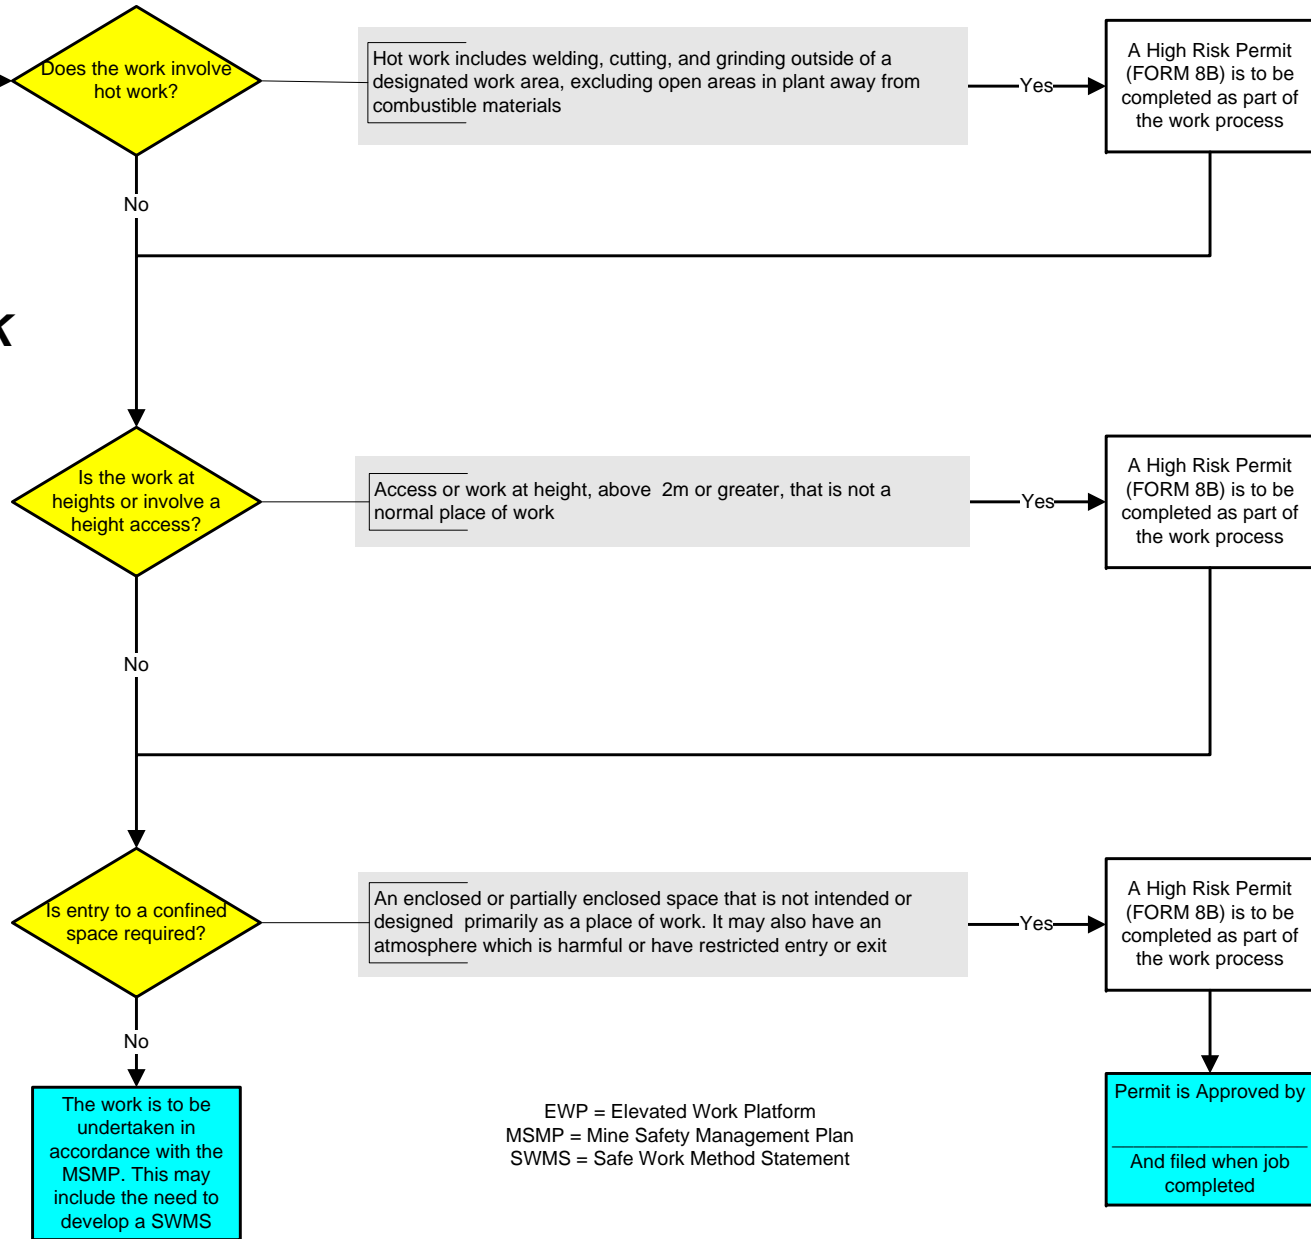 Does the work involve
hot work?
Hot work includes welding, cutting, and grinding outside of a
designated work area, excluding open areas in plant away from
combustible materials
Yes
A High Risk Permit
(FORM 8B) is to be
completed as part of
the work process
No
Is the work at
heights or involve a
height access?
Access or work at height, above 2m or greater, that is not a
normal place of work
Yes
A High Risk Permit
(FORM 8B) is to be
completed as part of
the work process
No
Is entry to a confined
space required?
An enclosed or partially enclosed space that is not intended or
designed primarily as a place of work. It may also have an
atmosphere which is harmful or have restricted entry or exit
Yes
A High Risk Permit
(FORM 8B) is to be
completed as part of
the work process
No
The work is to be
undertaken in
accordance with the
MSMP. This may
include the need to
develop a SWMS
EWP = Elevated Work Platform
MSMP = Mine Safety Management Plan
SWMS = Safe Work Method Statement
Permit is Approved by
And filed when job
completed